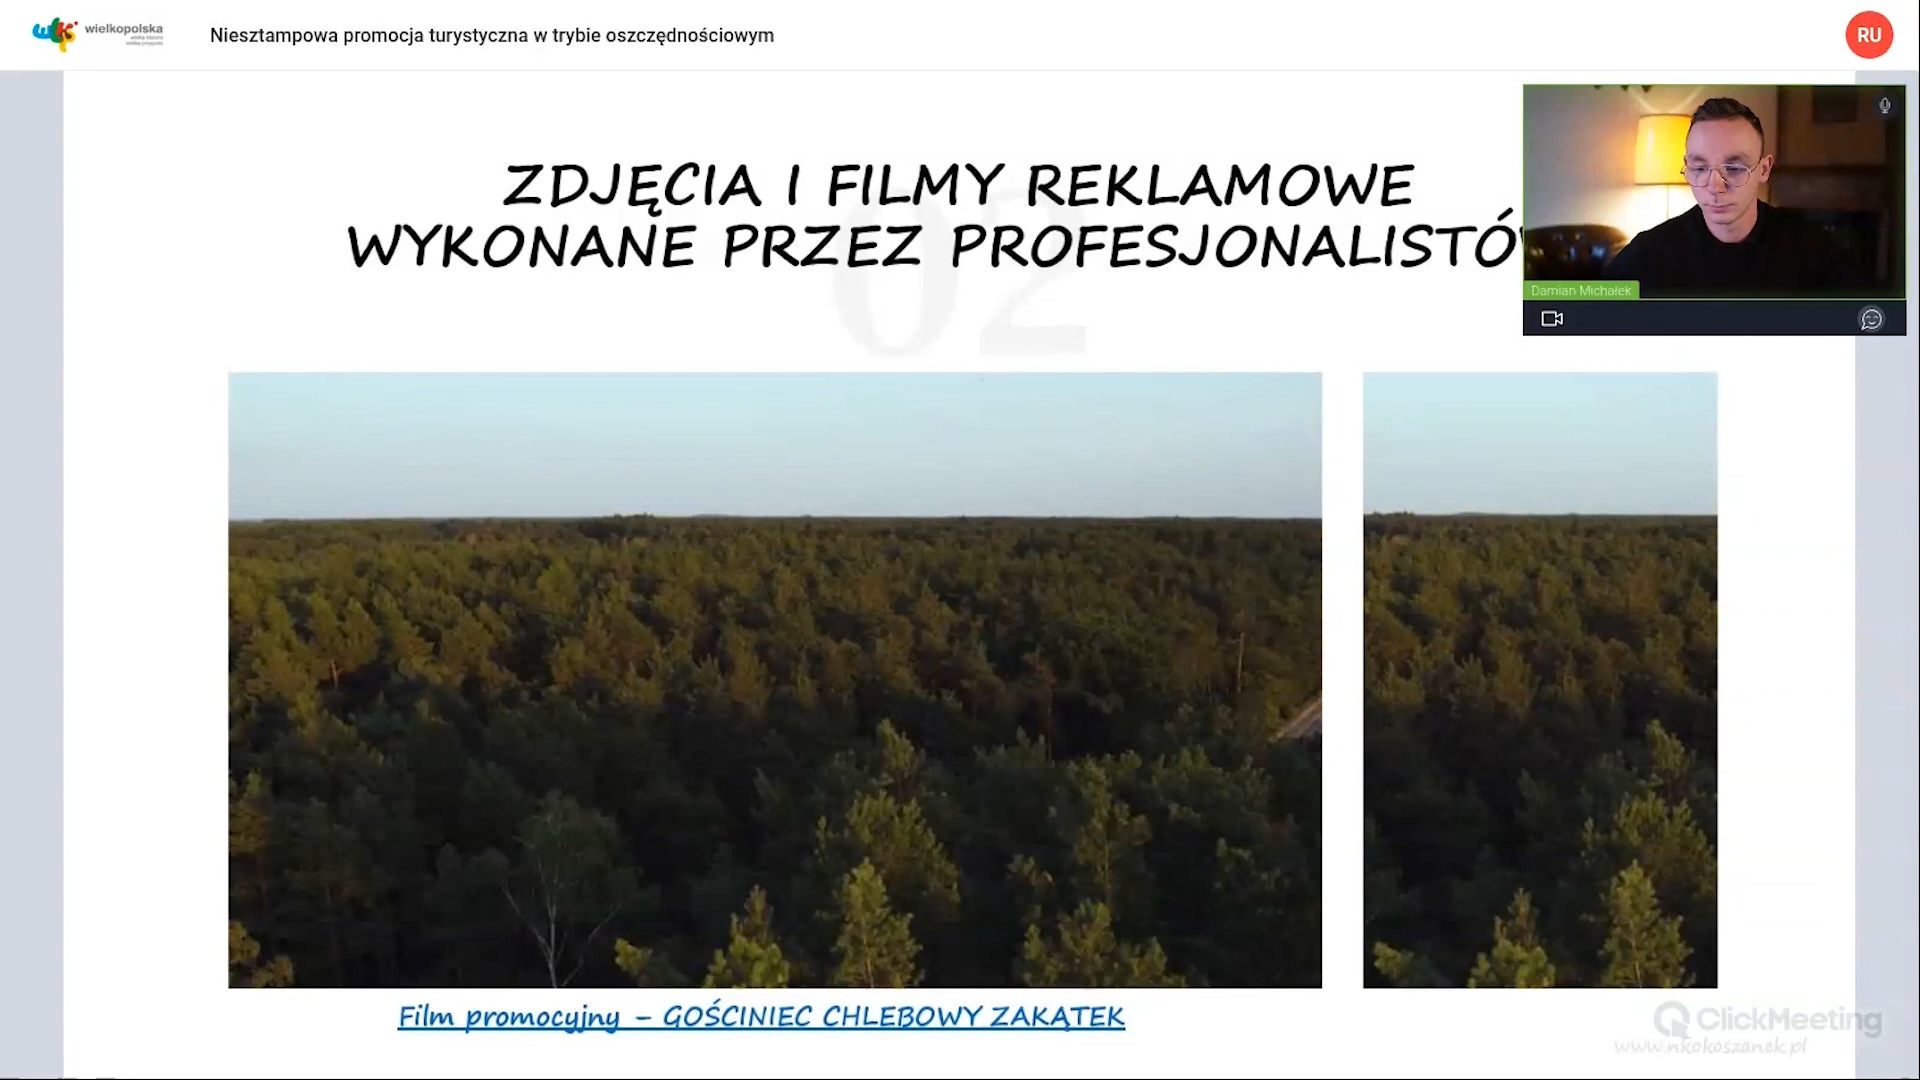 wielkopolska
Niesztampowa promocja turystyczna w trybie oszczędnościowym
RU
ZDJĘCIA I FILMY REKLAMOWE
WYKONANE PRZEZ PROFESJONALISTÓ
02
Damian Michałek
Film promocyjny – GOŚCINIEC CHLEBOWY ZAKĄTEK
ClickMeeting
www.nkokoszanek.pl